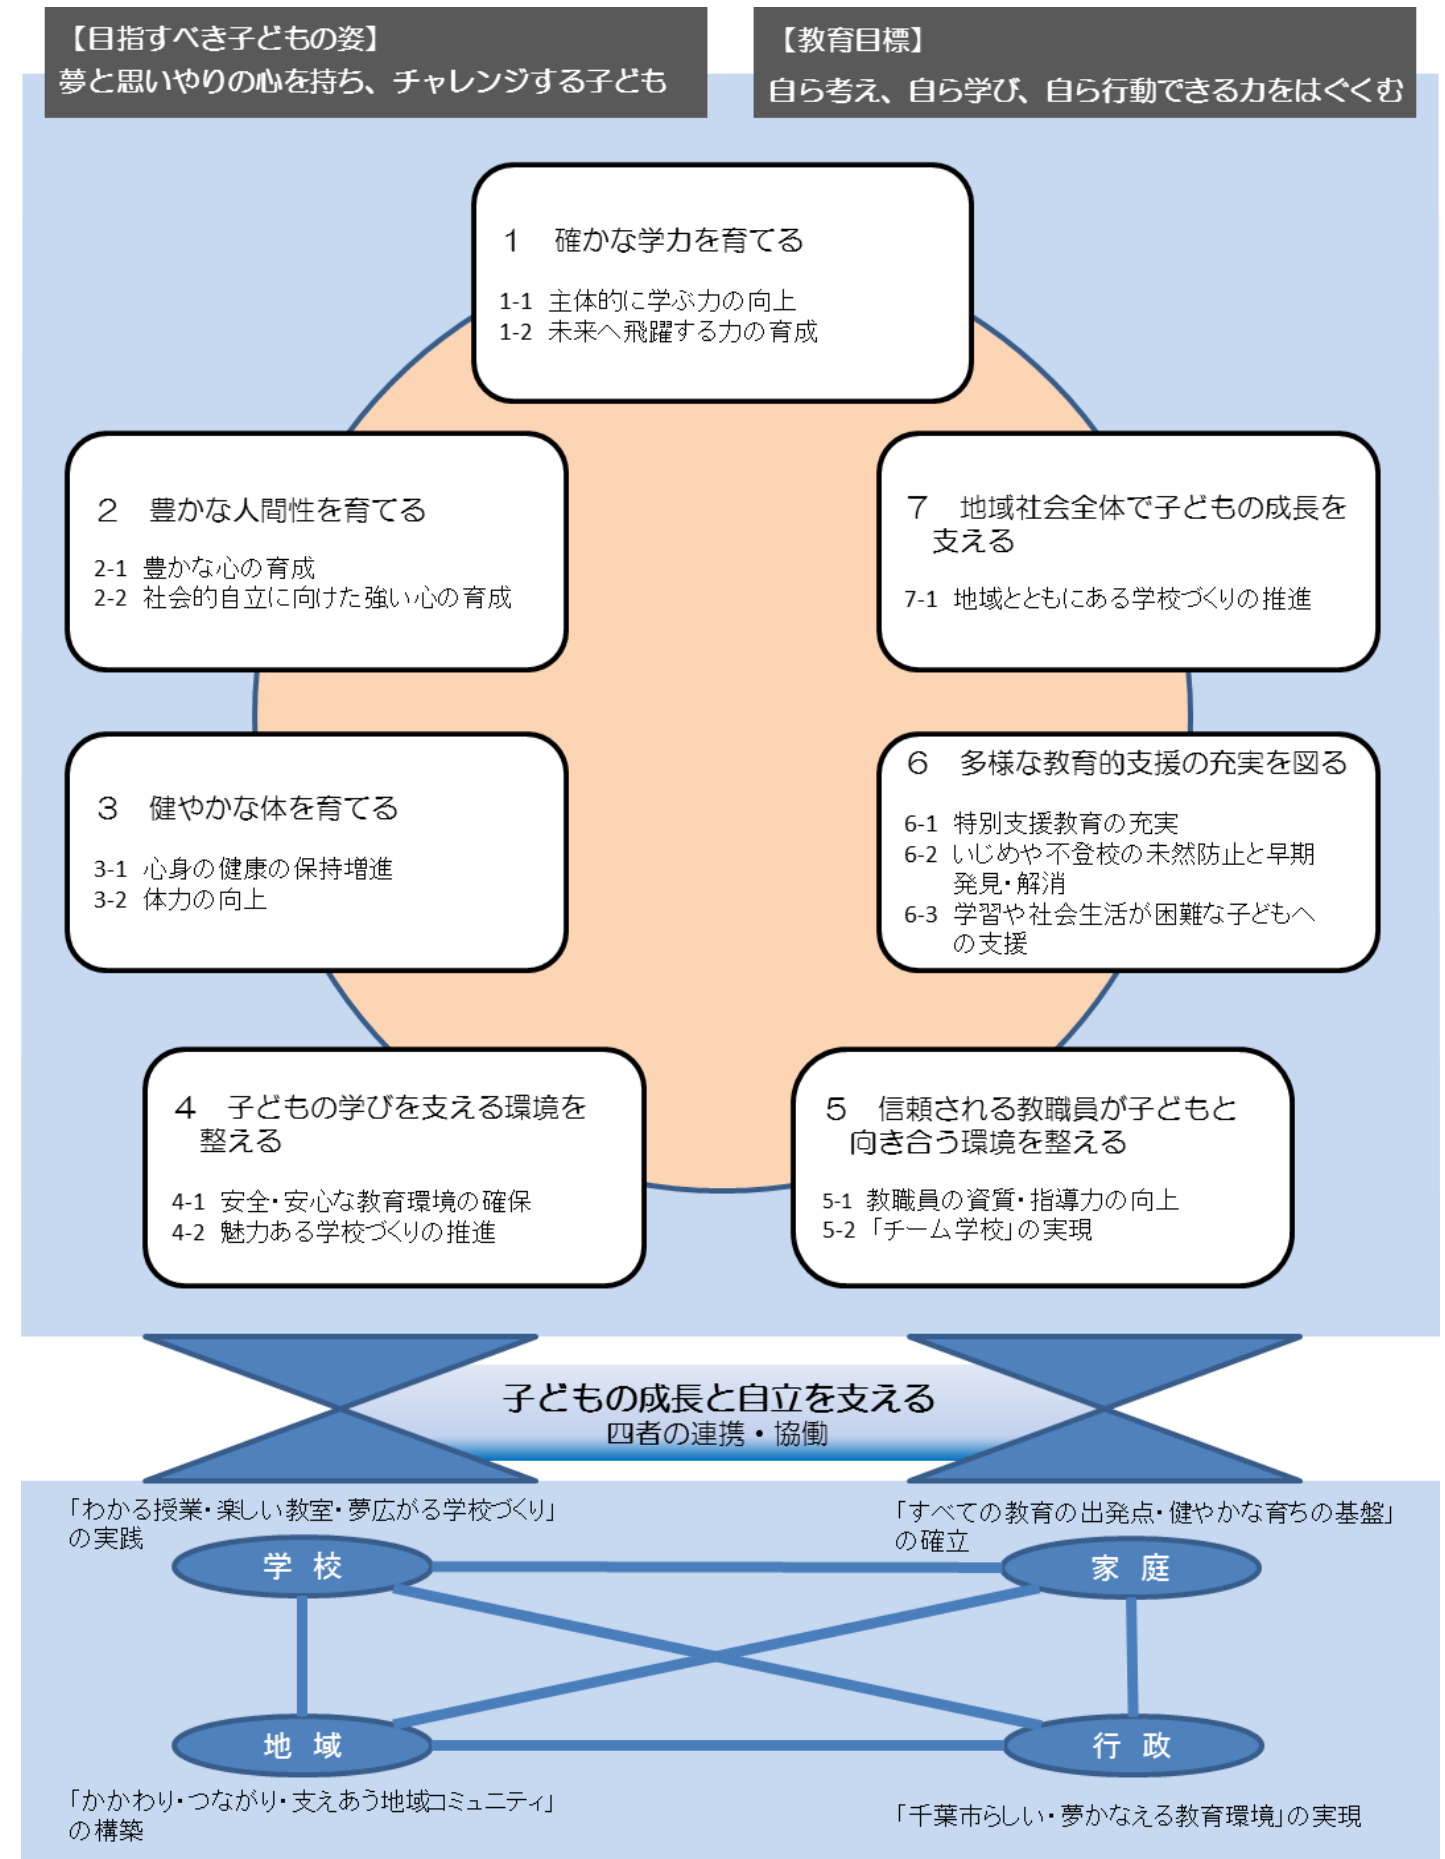 【目指すべき子どもの姿】
夢と思いやりの心を持ち、チャレンジする子ども
【教育目標】
自ら考え、自ら学び、自ら行動できる力をはぐくむ
1　確かな学力を育てる
1-1 主体的に学ぶ力の向上
1-2 未来へ飛躍する力の育成
2　豊かな人間性を育てる
2-1 豊かな心の育成
2-2 社会的自立に向けた強い心の育成
7　地域社会全体で子どもの成長を
支える
7-1 地域とともにある学校づくりの推進
3　健やかな体を育てる
3-1 心身の健康の保持増進
3-2 体力の向上
6　多様な教育的支援の充実を図る
6-1 特別支援教育の充実
6-2 いじめや不登校の未然防止と早期
発見・解消
6-3 学習や社会生活が困難な子どもへ
の支援
4　子どもの学びを支える環境を
整える
4-1 安全・安心な教育環境の確保
4-2 魅力ある学校づくりの推進
5　信頼される教職員が子どもと
向き合う環境を整える
5-1 教職員の資質・指導力の向上
5-2 「チーム学校」の実現
子どもの成長と自立を支える
四者の連携・協働
「わかる授業・楽しい教室・夢広がる学校づくり」
の実践
「すべての教育の出発点・健やかな育ちの基盤」
の確立
学 校
家 庭
地 域
行 政
「かかわり・つながり・支えあう地域コミュニティ」
の構築
「千葉市らしい・夢かなえる教育環境」の実現